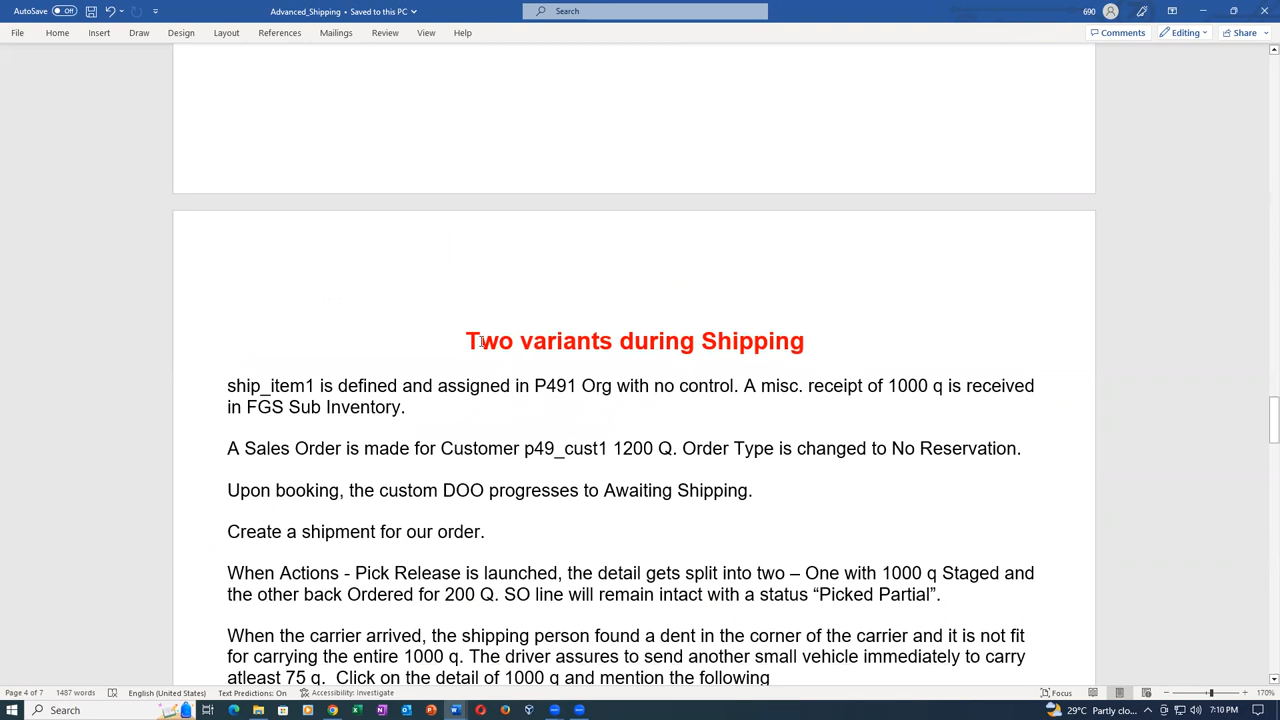 AutoSave Off Advanced_Shipping • Saved to this PC Search 690
File Home Insert Draw Design Layout References Mailings Review View Help Comments Editing Share
Two variants during Shipping
ship_item1 is defined and assigned in P491 Org with no control. A misc. receipt of 1000 q is received
in FGS Sub Inventory.
A Sales Order is made for Customer p49_cust1 1200 Q. Order Type is changed to No Reservation.
Upon booking, the custom DOO progresses to Awaiting Shipping.
Create a shipment for our order.
When Actions - Pick Release is launched, the detail gets split into two – One with 1000 q Staged and
the other back Ordered for 200 Q. SO line will remain intact with a status “Picked Partial”.
When the carrier arrived, the shipping person found a dent in the corner of the carrier and it is not fit
for carrying the entire 1000 q. The driver assures to send another small vehicle immediately to carry
atleast 75 q. Click on the detail of 1000 q and mention the following
Page 4 of 7 1487 words English (United States) Text Predictions: On Accessibility: Investigate Focus 170%
Search 29°C Partly clo... 7:10 PM